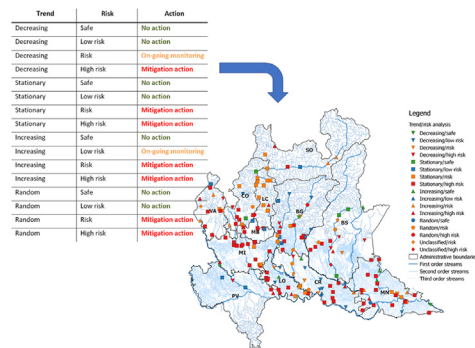 Trend Risk Action
Decreasing Safe No action
Decreasing Low risk No action
Decreasing Risk On-going monitoring
Decreasing High risk Mitigation action
Stationary Safe No action
Stationary Low risk No action
Stationary Risk Mitigation action
Stationary High risk Mitigation action
Increasing Safe No action
Increasing Low risk On-going monitoring
Increasing Risk Mitigation action
Increasing High risk Mitigation action
Random Safe No action
Random Low risk No action
Random Risk Mitigation action
Random High risk Mitigation action
SO
CO
LC
VA
BG
BS
MB
MI
LO
CR
PV
MN
Legend
Trend/risk analysis
Decreasing/safe
Decreasing/low risk
Decreasing/risk
Decreasing/high risk
Stationary/safe
Stationary/low risk
Stationary/risk
Stationary/high risk
Increasing/safe
Increasing/low risk
Increasing/risk
Increasing/high risk
Random/safe
Random/risk
Random/high risk
Unclassified/risk
Unclassified/high risk
Administrative boundarie
First order streams
Second order streams
Third order streams